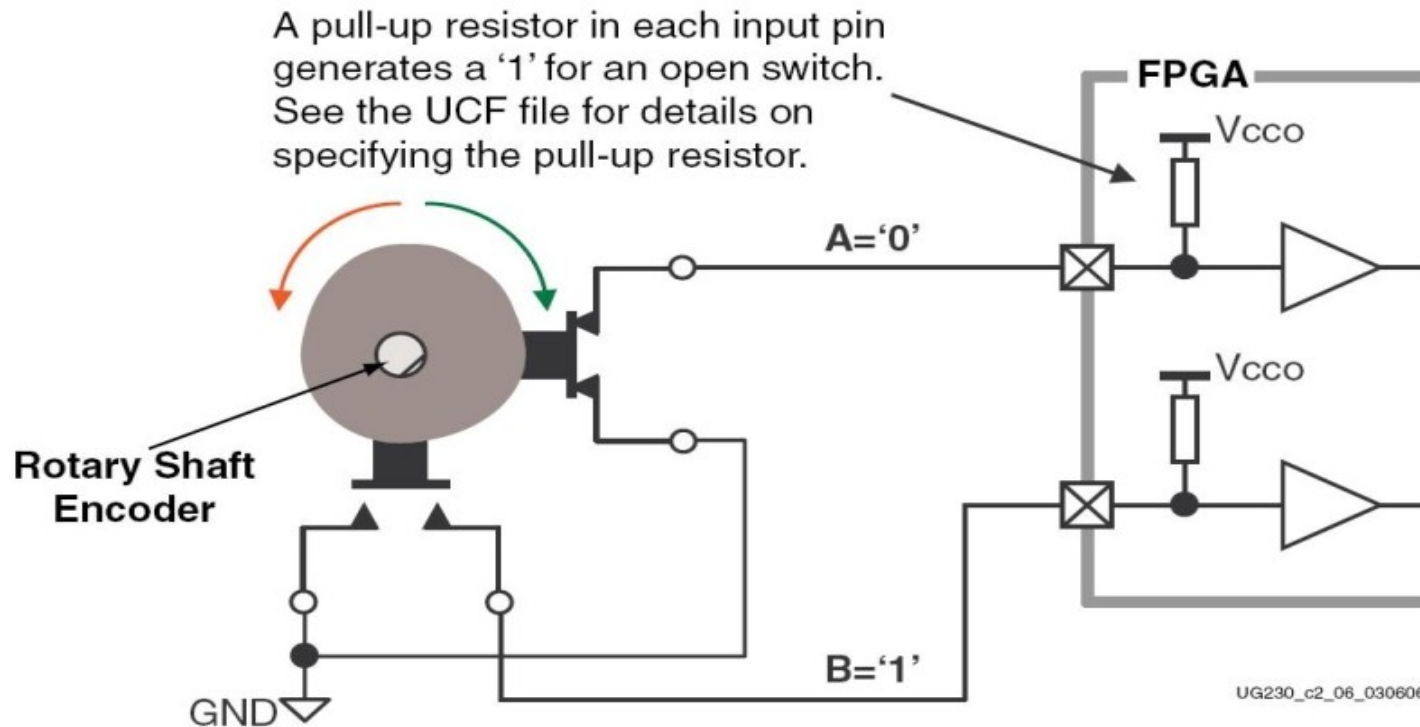 A pull-up resistor in each input pin
generates a ‘1’ for an open switch.
See the UCF file for details on
specifying the pull-up resistor.
FPGA
Vcco
A=‘0’
Vcco
Rotary Shaft
Encoder
B=‘1’
GND
UG230_c2_06_030606